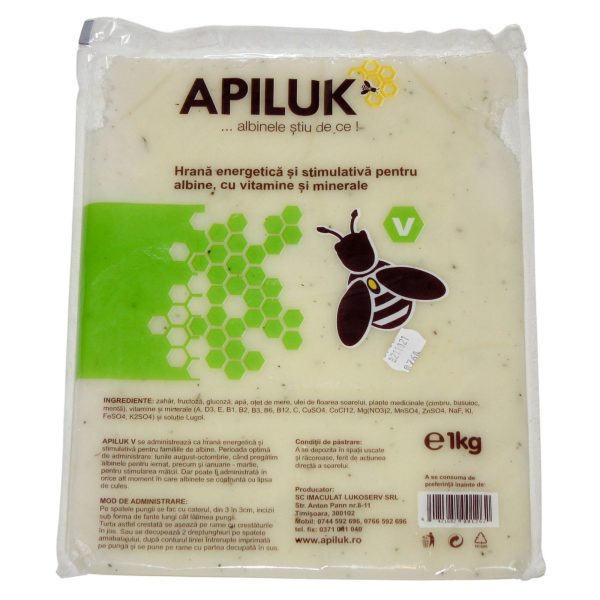 APILUK
... albinele știu de ce !
Hrană energetică și stimulativă pentru
albine, cu vitamine și minerale
V
INGREDIENTE: zahăr, fructoză, glucoză, apă, oțet de mere, ulei de floarea soarelui, plante medicinale (cimbru, busuioc,
mentă), vitamine și minerale (A, D3, E, B1, B2, B3, B6, B12, C, CuSO4, CoCl12, Mg(NO3)2, MnSO4, ZnSO4, NaF, KI,
FeSO4, K2SO4) și solutie Lugol.
APILUK V se administrează ca hrană energetică și
stimulativă pentru familiile de albine. Perioada optimă
de administrare: lunile august-octombrie, când pregătim
albinele pentru iernat, precum și ianuarie - martie,
pentru stimularea mătcii. Dar poate fi administrată în
orice alt moment în care albinele se confruntă cu lipsa
de cules.
MOD DE ADMINISTRARE:
Pe spatele pungii se fac cu caterul, din 3 în 3cm, incizii
sub forma de fante lungi cât lățimea pungii.
Turta astfel crestată se așează pe rame cu crestăturile
în jos. Sau se decupează 2 dreptunghiuri pe spatele
amabalajului, după conturul liniei întrerupte imprimată
pe pungă și se pune pe rame cu partea decupată în sus.
Condiții de păstrare:
A se depozita în spații uscate
și răcoroase, ferit de acțiunea
directă a soarelui.
Producator:
SC IMACULAT LUKOSERV SRL
Str. Anton Pann nr.8-11
Timișoara, 300102
Mobil: 0744 592 696, 0766 592 696
tel. fix: 0371 041 040
www.apiluk.ro
e 1kg
A se consuma de
preferință înainte de: